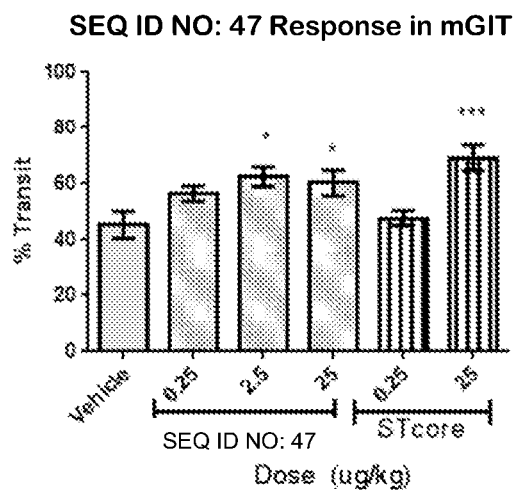 SEQ ID NO: 47 Response in mGIT
100
80
60
40
20
0
% Transit
*
*
***
Vehicle
0.25
2.5
25
0.25
25
SEQ ID NO: 47
STcore
Dose (ug/kg)